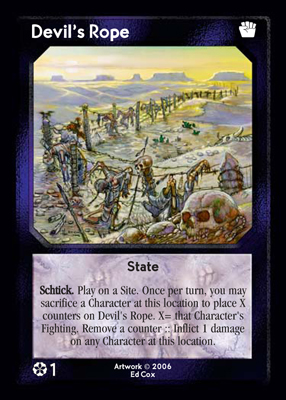 Devil's Rope
State
Schtick. Play on a Site. Once per turn, you may
sacrifice a Character at this location to place X
counters on Devil's Rope. X= that Character's
Fighting. Remove a counter :: Inflict 1 damage
on any Character at this location.
1
Artwork © 2006
Ed Cox